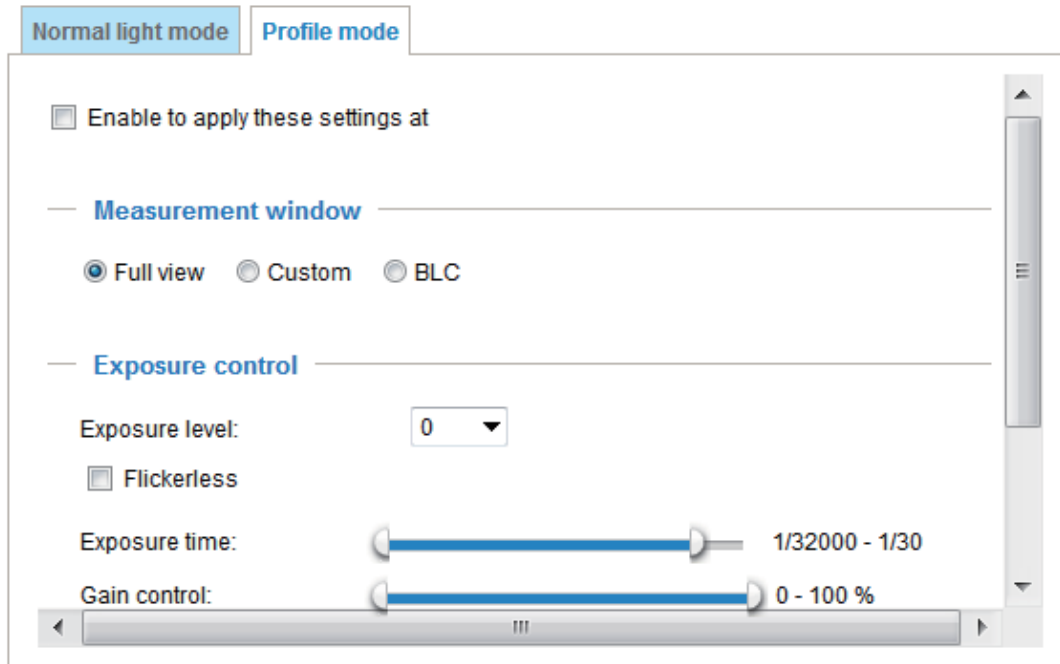 Normal light mode Profile mode
Enable to apply these settings at
Measurement window
Full view Custom BLC
Exposure control
Exposure level: 0
Flickerless
Exposure time: 1/32000 - 1/30
Gain control: 0 - 100 %